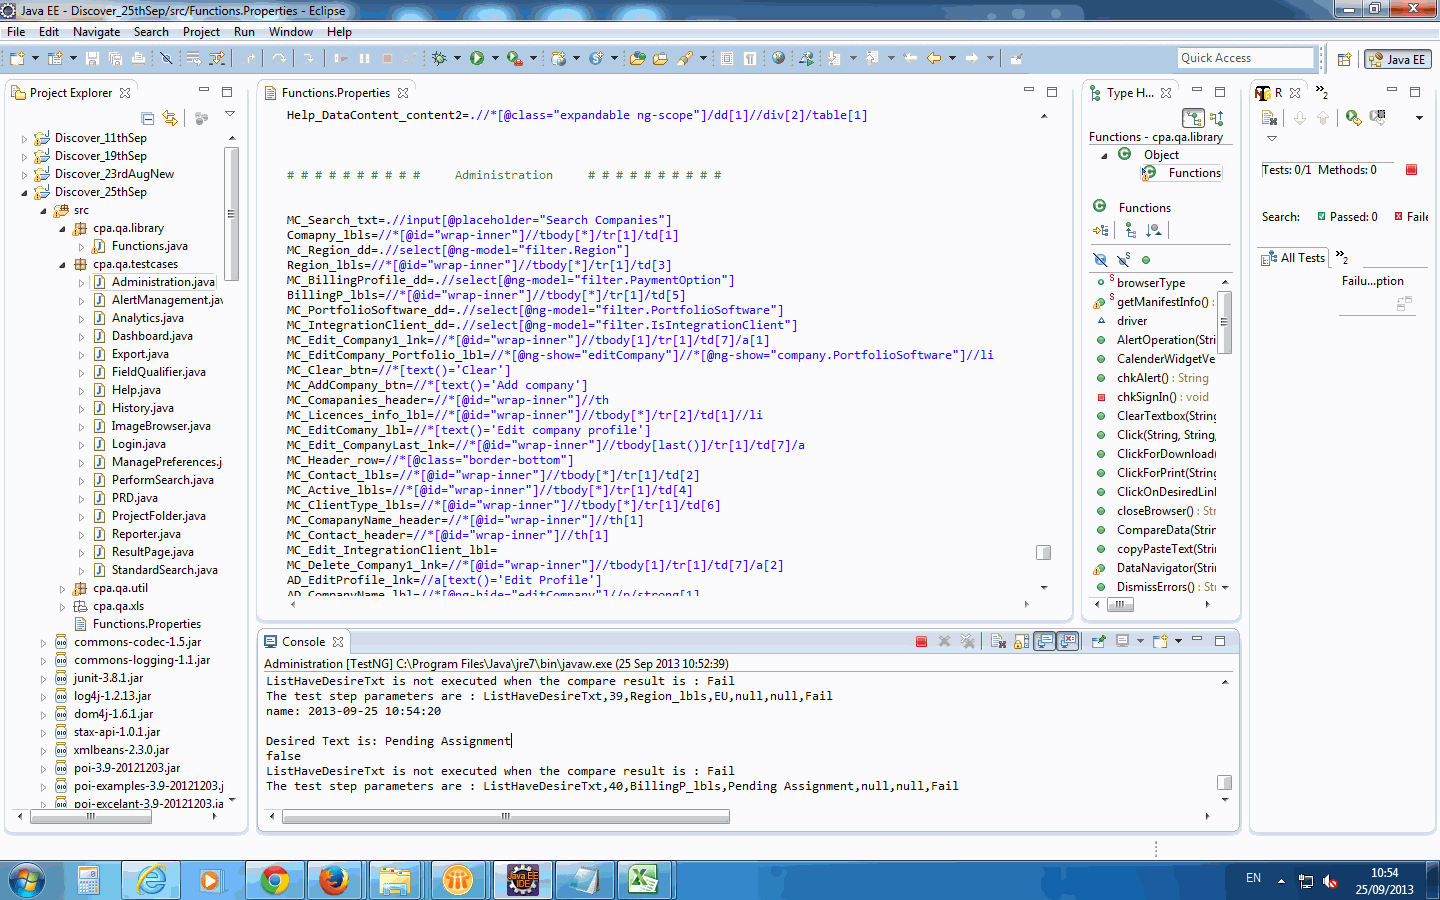 Java EE - Discover_25thSep/src/Functions.Properties - Eclipse
File Edit Navigate Search Project Run Window Help
Quick Access
Java EE
Project Explorer
Discover_11thSep
Discover_19thSep
Discover_23rdAugNew
Discover_25thSep
src
cpa.qa.library
Functions.java
cpa.qa.testcases
Administration.java
AlertManagement.jav
Analytics.java
Dashboard.java
Export.java
FieldQualifier.java
Help.java
History.java
ImageBrowser.java
Login.java
ManagePreferences.j
PerformSearch.java
PRD.java
ProjectFolder.java
Reporter.java
ResultPage.java
StandardSearch.java
cpa.qa.util
cpa.qa.xls
Functions.Properties
commons-codec-1.5.jar
commons-logging-1.1.jar
junit-3.8.1.jar
log4j-1.2.13.jar
dom4j-1.6.1.jar
stax-api-1.0.1.jar
xmlbeans-2.3.0.jar
poi-3.9-20121203.jar
poi-examples-3.9-20121203.j
poi-excelant-3.9-20121203.ja
Functions.Properties
Help_DataContent_content2=.//*[@class="expandable ng-scope"]/dd[1]//div[2]/table[1]
# # # # # # # # # # Administration # # # # # # # # # #
MC_Search_txt=.//input[@placeholder="Search Companies"]
Comapny_lbls=//*[@id="wrap-inner"]//tbody[*]/tr[1]/td[1]
MC_Region_dd=.//select[@ng-model="filter.Region"]
Region_lbls=//*[@id="wrap-inner"]//tbody[*]/tr[1]/td[3]
MC_BillingProfile_dd=.//select[@ng-model="filter.PaymentOption"]
BillingP_lbls=//*[@id="wrap-inner"]//tbody[*]/tr[1]/td[5]
MC_PortfolioSoftware_dd=.//select[@ng-model="filter.PortfolioSoftware"]
MC_IntegrationClient_dd=.//select[@ng-model="filter.IsIntegrationClient"]
MC_Edit_Company1_lnk=//*[@id="wrap-inner"]//tbody[1]/tr[1]/td[7]/a[1]
MC_EditCompany_Portfolio_lbl=//*[@ng-show="editCompany"]//*[@ng-show="company.PortfolioSoftware"]//li
MC_Clear_btn=//*[text()='Clear']
MC_AddCompany_btn=//*[text()='Add company']
MC_Comapanies_header=//*[@id="wrap-inner"]//th
MC_Licences_info_lbl=//*[@id="wrap-inner"]//tbody[*]/tr[2]/td[1]//li
MC_EditComany_lbl=//*[text()='Edit company profile']
MC_Edit_CompanyLast_lnk=//*[@id="wrap-inner"]//tbody[last()]/tr[1]/td[7]/a
MC_Header_row=//*[@class="border-bottom"]
MC_Contact_lbls=//*[@id="wrap-inner"]//tbody[*]/tr[1]/td[2]
MC_Active_lbls=//*[@id="wrap-inner"]//tbody[*]/tr[1]/td[4]
MC_ClientType_lbls=//*[@id="wrap-inner"]//tbody[*]/tr[1]/td[6]
MC_ComapanyName_header=//*[@id="wrap-inner"]//th[1]
MC_Contact_header=//*[@id="wrap-inner"]//th[1]
MC_Edit_IntegrationClient_lbl=
MC_Delete_Company1_lnk=//*[@id="wrap-inner"]//tbody[1]/tr[1]/td[7]/a[2]
AD_EditProfile_lnk=//a[text()='Edit Profile']
AD_CompanyName_lbl=//*[@ng-hide="editCompany"]//p/strong[1]
Type H...
Functions - cpa.qa.library
Object
Functions
Functions
browserType
getManifestInfo() :
driver
AlertOperation(Stri
CalenderWidgetVe
chkAlert() : String
chkSignIn() : void
ClearTextbox(String
Click(String, String,
ClickForDownload(
ClickForPrint(String
ClickOnDesiredLinl
closeBrowser() : Str
CompareData(Strin
copyPasteText(Strin
DataNavigator(Strin
DismissErrors() : Str
R
2
Tests: 0/1 Methods: 0
Search: Passed: 0 Faile
All Tests
2
Failu...ption
Console
Administration [TestNG] C:\Program Files\Java\jre7\bin\javaw.exe (25 Sep 2013 10:52:39)
ListHaveDesireTxt is not executed when the compare result is : Fail
The test step parameters are : ListHaveDesireTxt,39,Region_lbls,EU,null,null,Fail
name: 2013-09-25 10:54:20
Desired Text is: Pending Assignment
false
ListHaveDesireTxt is not executed when the compare result is : Fail
The test step parameters are : ListHaveDesireTxt,40,BillingP_lbls,Pending Assignment,null,null,Fail
Java EE
IDE
EN
10:54
25/09/2013